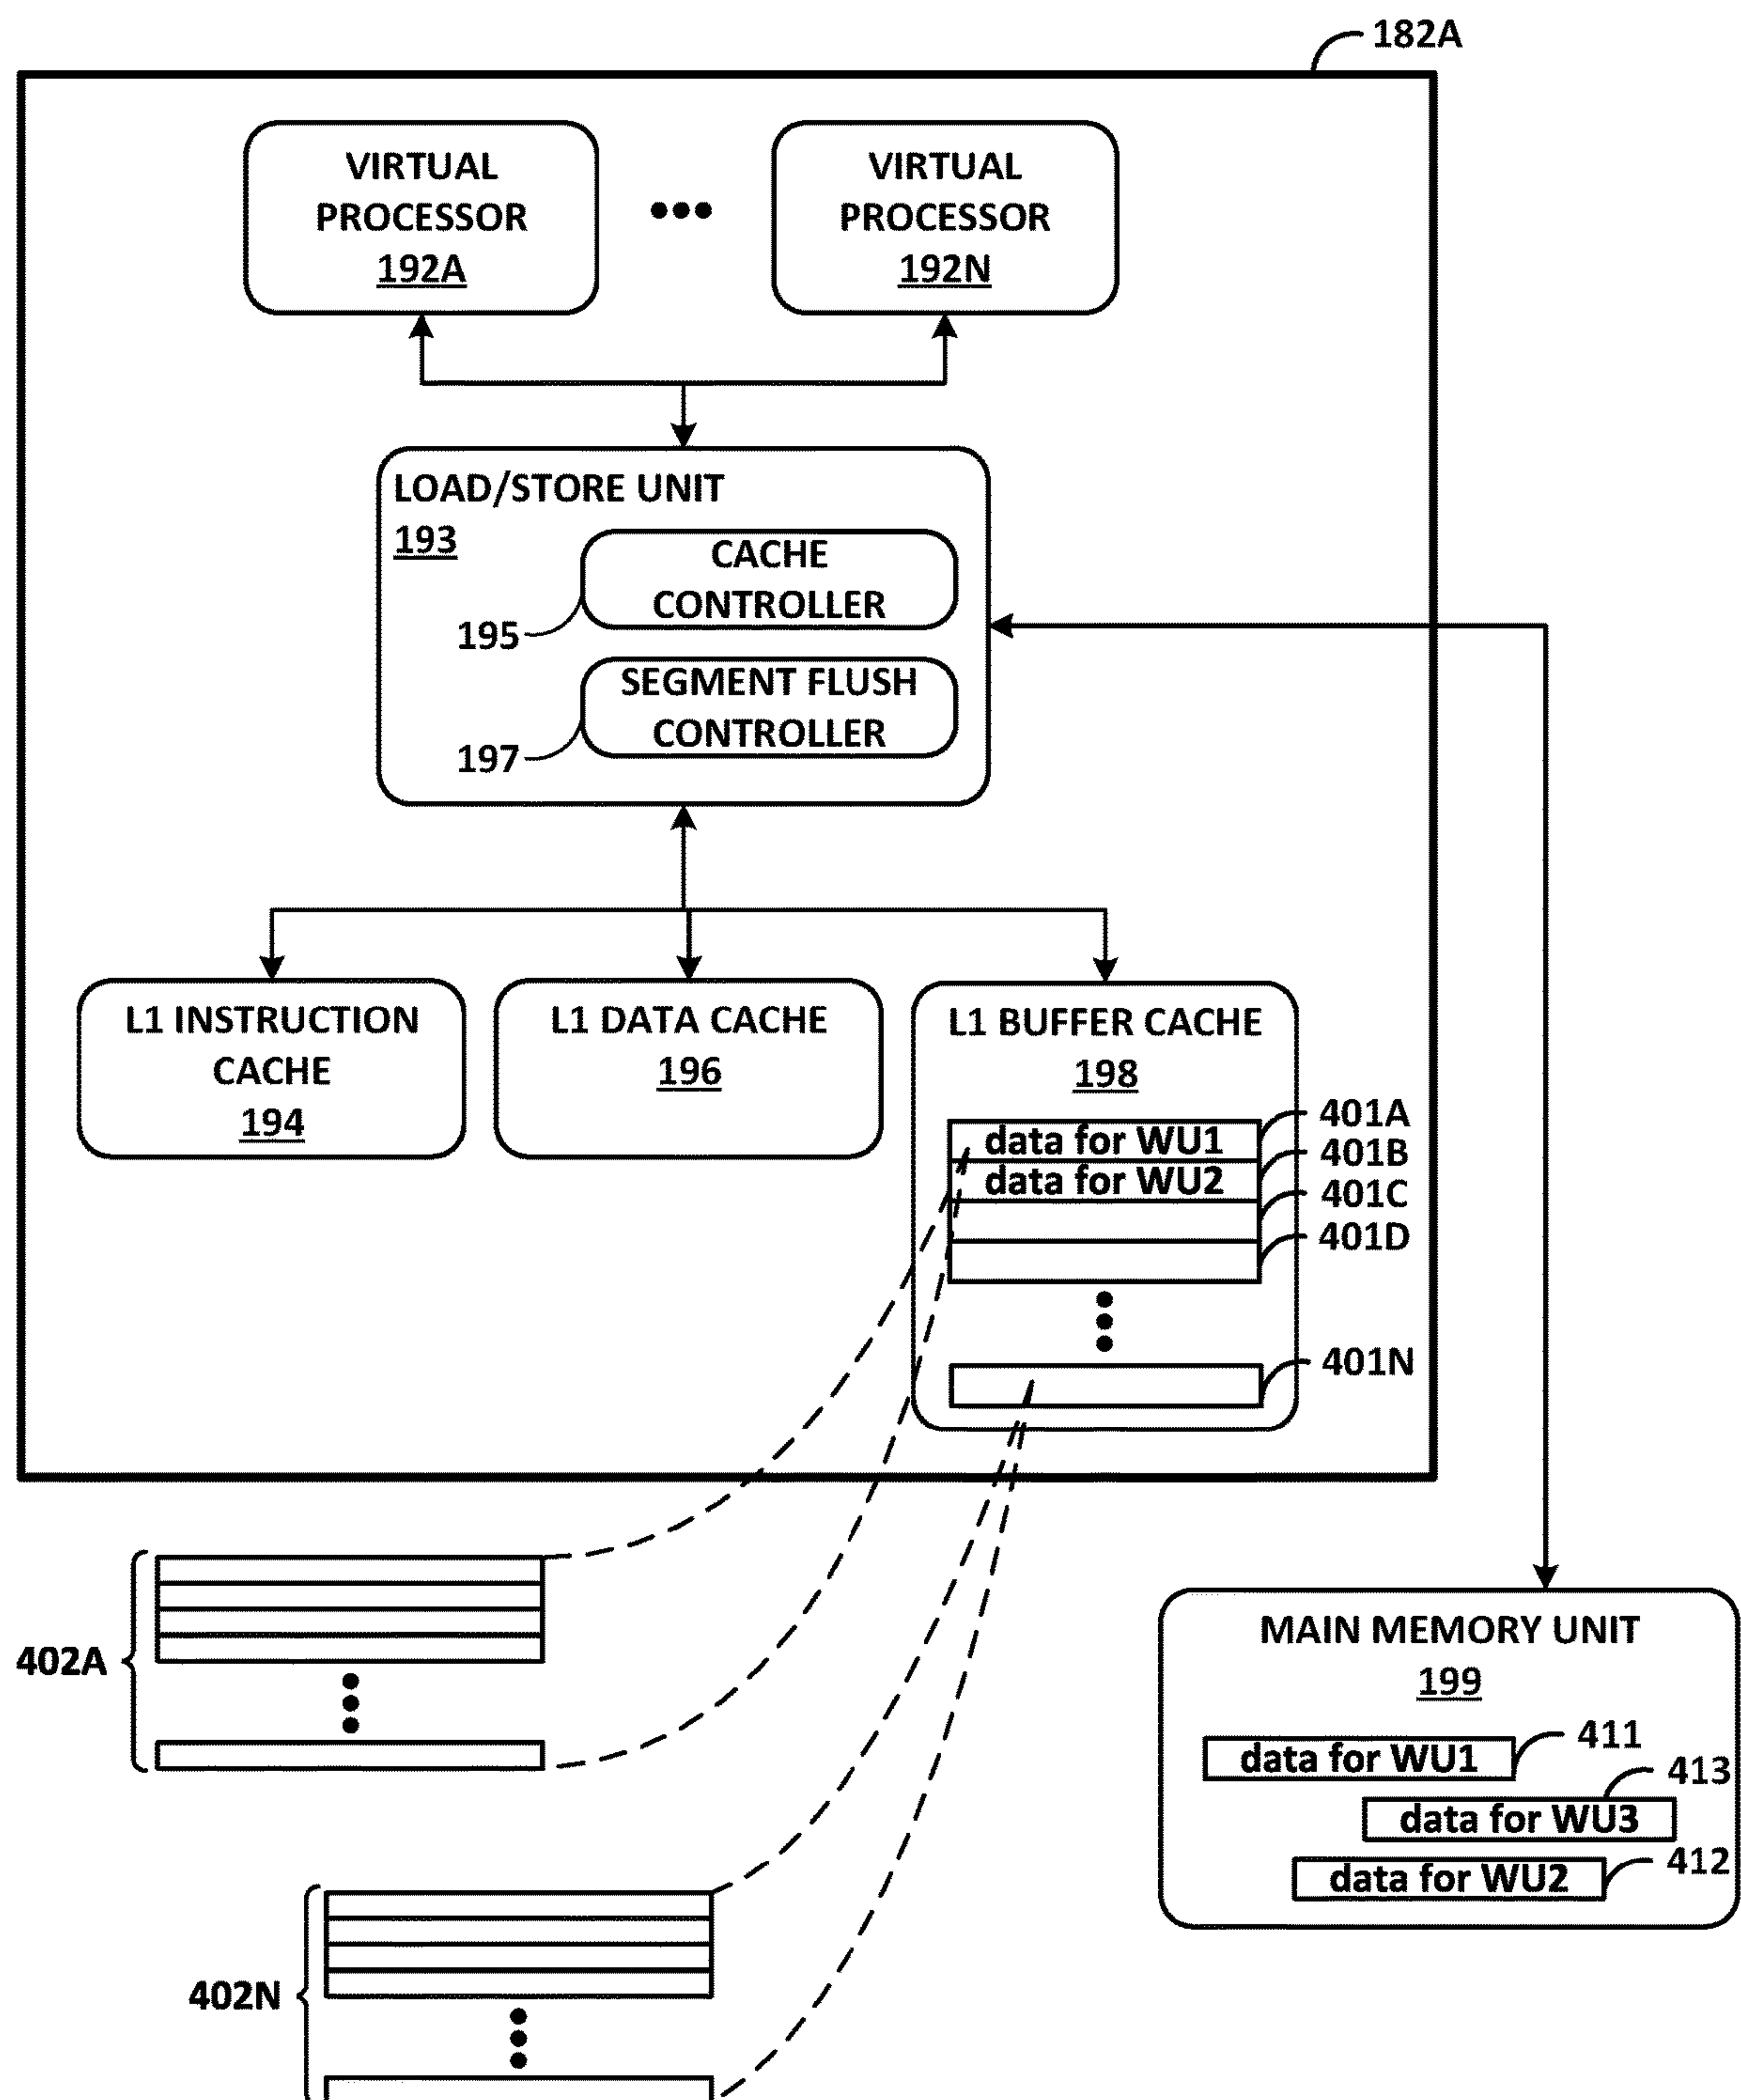 182A
VIRTUAL
PROCESSOR
192A
VIRTUAL
PROCESSOR
192N
LOAD/STORE UNIT
193
CACHE
CONTROLLER
195
SEGMENT FLUSH
CONTROLLER
197
L1 INSTRUCTION
CACHE
194
L1 DATA CACHE
196
L1 BUFFER CACHE
198
data for WU1
401A
data for WU2
401B
401C
401D
401N
402A
402N
MAIN MEMORY UNIT
199
data for WU1
411
data for WU3
413
data for WU2
412